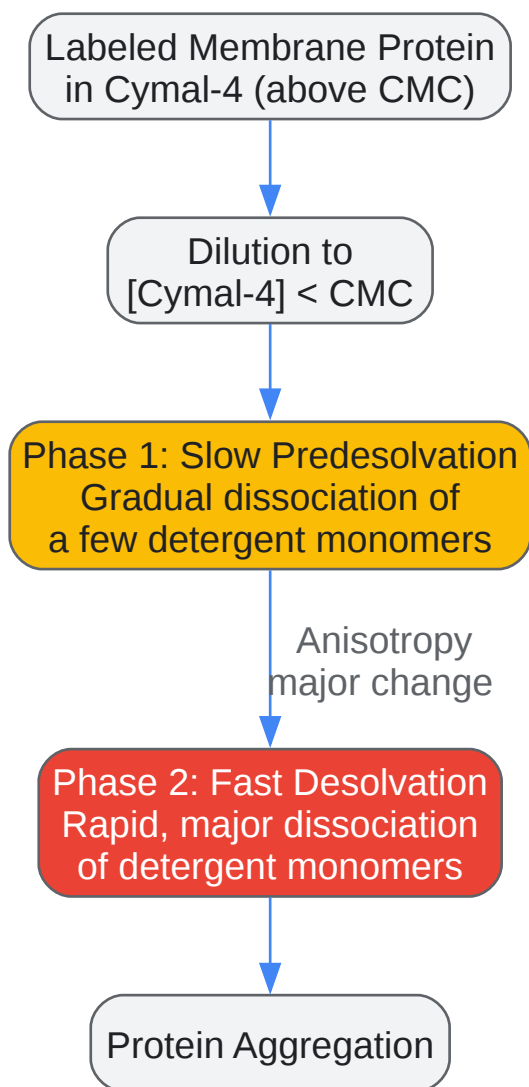 Labeled Membrane Protein
in Cymal-4 (above CMC)
Dilution to
[Cymal-4] < CMC
Phase 1: Slow Predesolvation
Gradual dissociation of
a few detergent monomers
Anisotropy
major change
Phase 2: Fast Desolvation
Rapid, major dissociation
of detergent monomers
Protein Aggregation